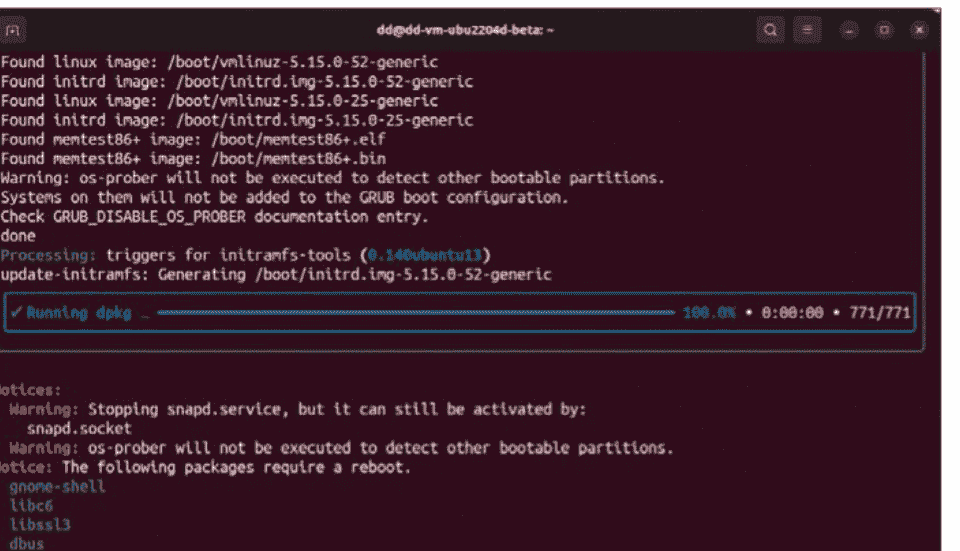 dd@dd-vm-ubu2204d-beta: ~
Found linux image: /boot/vmlinuz-5.15.0-52-generic
Found initrd image: /boot/initrd.img-5.15.0-52-generic
Found linux image: /boot/vmlinuz-5.15.0-25-generic
Found initrd image: /boot/initrd.img-5.15.0-25-generic
Found memtest86+ image: /boot/memtest86+.elf
Found memtest86+ image: /boot/memtest86+.bin
Warning: os-prober will not be executed to detect other bootable partitions.
Systems on them will not be added to the GRUB boot configuration.
Check GRUB_DISABLE_OS_PROBER documentation entry.
done
Processing: triggers for initramfs-tools (0.140ubuntu13)
update-initramfs: Generating /boot/initrd.img-5.15.0-52-generic
✓ Running dpkg … 100.0% • 0:00:00 • 771/771
otices:
Warning: Stopping snapd.service, but it can still be activated by:
snapd.socket
Warning: os-prober will not be executed to detect other bootable partitions.
otice: The following packages require a reboot.
gnome-shell
libc6
libssl3
dbus